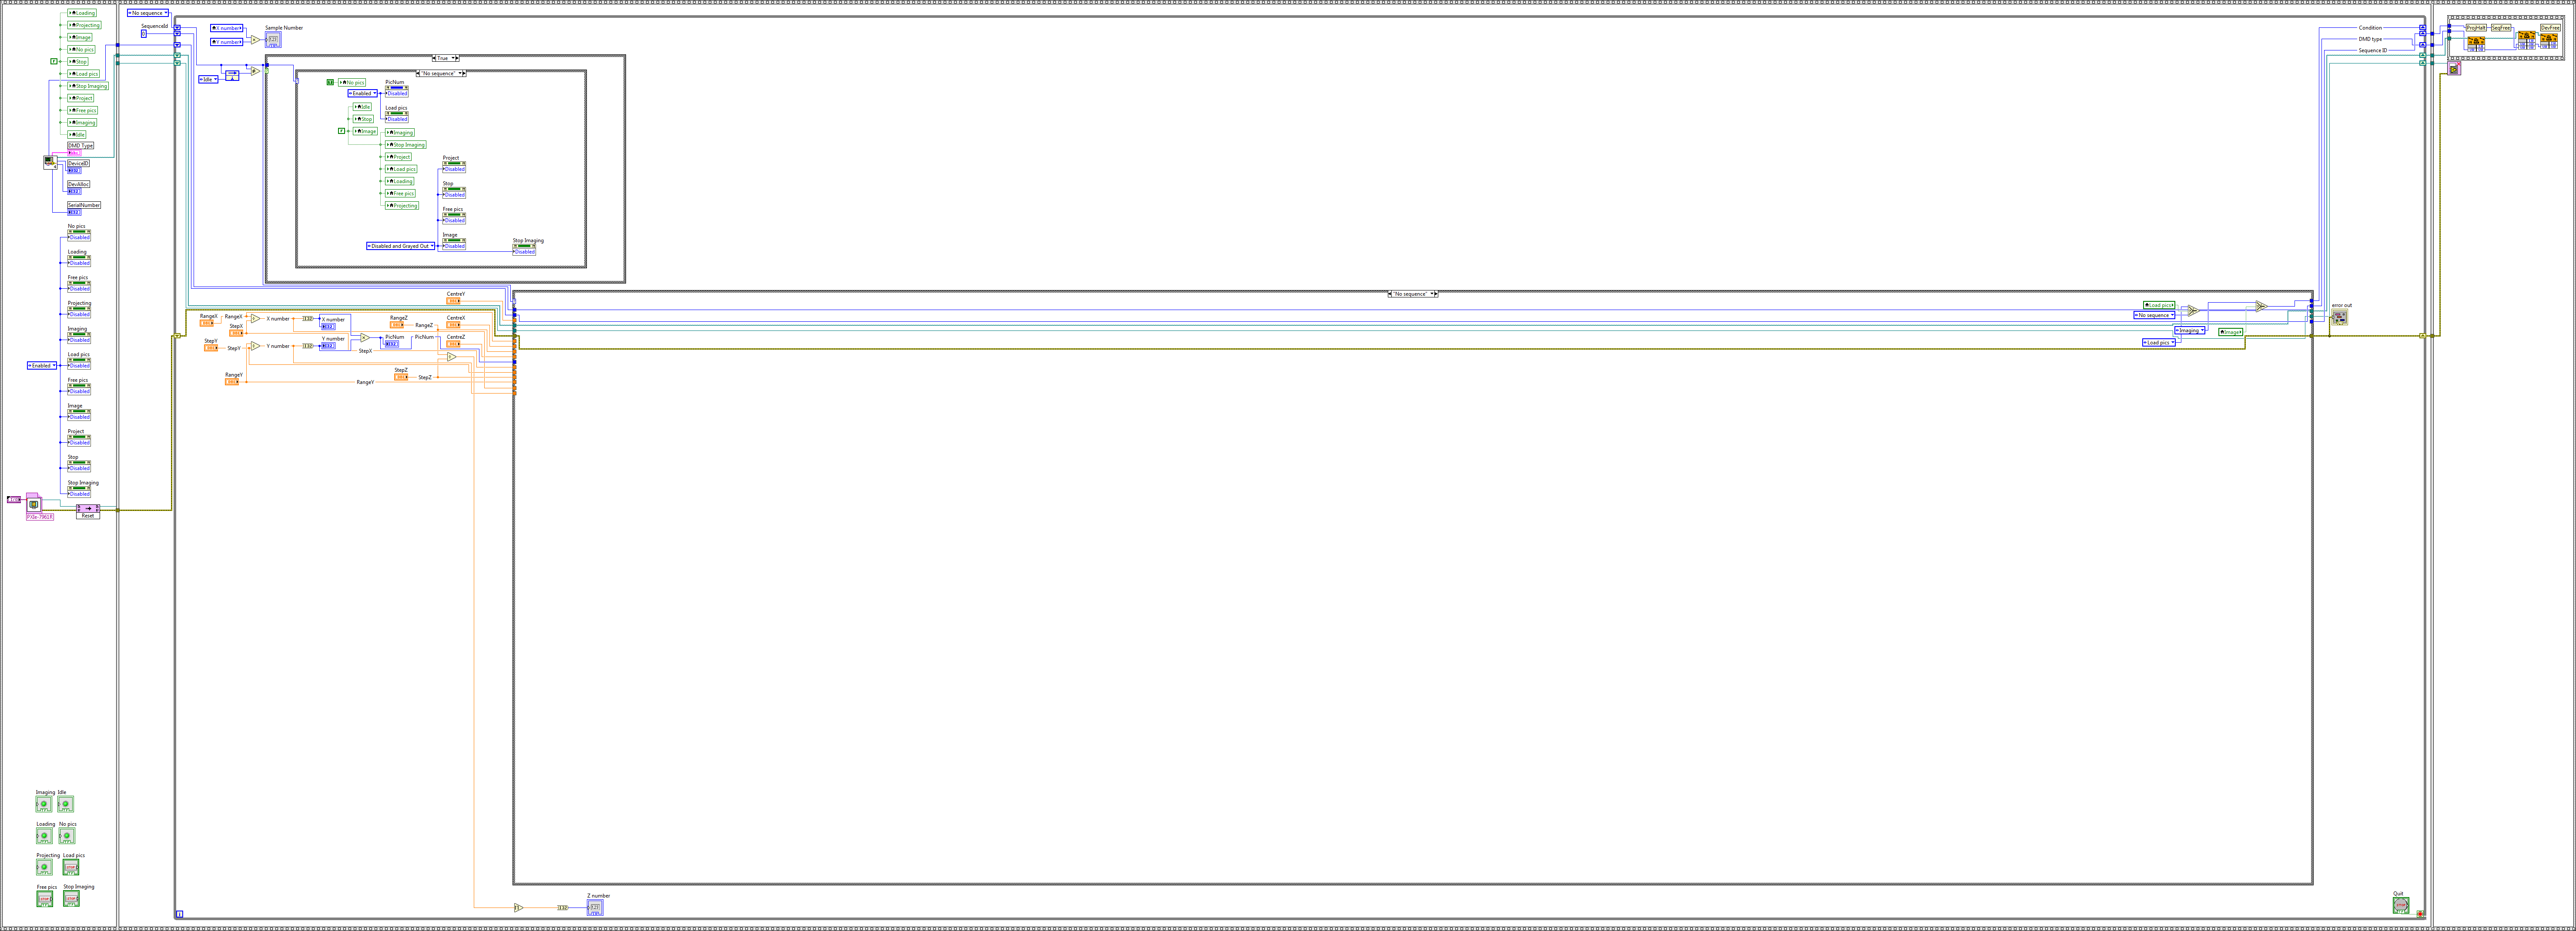 Loading
Projecting
Image
No pics
Stop
Load pics
Stop Imaging
Project
Free pics
Imaging
Idle
DMD Type
DeviceID
DevAlloc
SerialNumber
No pics
Disabled
Loading
Disabled
Free pics
Disabled
Projecting
Disabled
Imaging
Disabled
Load pics
Enabled
Disabled
Free pics
Disabled
Image
Disabled
Project
Disabled
Stop
Disabled
Stop Imaging
Disabled
PXIe-7961R
Reset
Imaging Idle
Loading No pics
Projecting Load pics
Free pics Stop Imaging
No sequence
SequenceId
X number
Y number
Sample Number
Idle
True
"No sequence"
No pics
PicNum
Enabled
Disabled
Load pics
Disabled
Idle
Stop
Image
Imaging
Stop Imaging
Project
Load pics
Loading
Free pics
Projecting
Project
Disabled
Stop
Disabled
Free pics
Disabled
Image
Disabled and Grayed Out
Disabled
Stop Imaging
Disabled
CentreY
RangeX RangeX X number I32 X number
StepX
RangeZ RangeZ
CentreX
StepY StepY Y number I32 Y number
PicNum PicNum
CentreZ
StepX
StepZ StepZ
RangeY RangeY
"No sequence"
Load pics
No sequence
Imaging
Image
Load pics
error out
Condition
DMD type
Sequence ID
ProjHalt SeqFree DevFree
I32 Z number
Quit